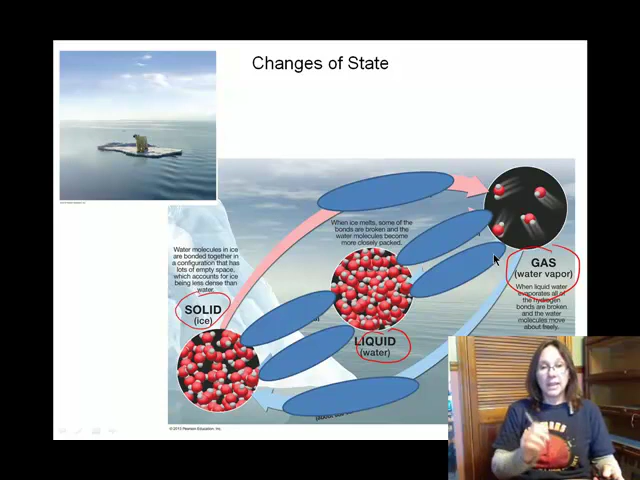 Changes of State
When ice melts, some of the
bonds are broken and the
water molecules become
more closely packed.
Water molecules in ice
are bonded together in
a configuration that has
lots of empty space,
which accounts for ice
being less dense than
water.
SOLID
(ice)
LIQUID
(water)
GAS
(water vapor)
When liquid water
evaporates all of
the hydrogen
bonds are broken
and the water
molecules move
about freely.
© 2012 Pearson Education, Inc.